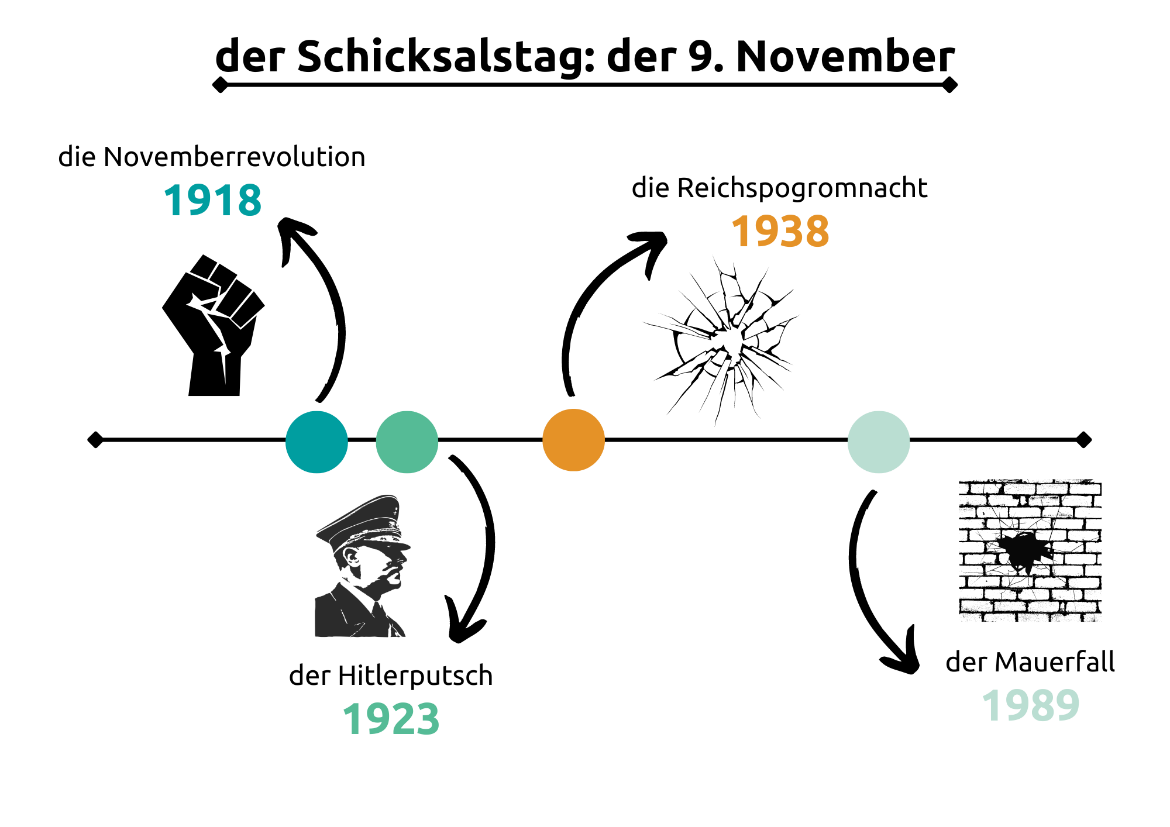 der Schicksalstag: der 9. November
die Novemberrevolution
1918
die Reichspogromnacht
1938
der Hitlerputsch
1923
der Mauerfall
1989